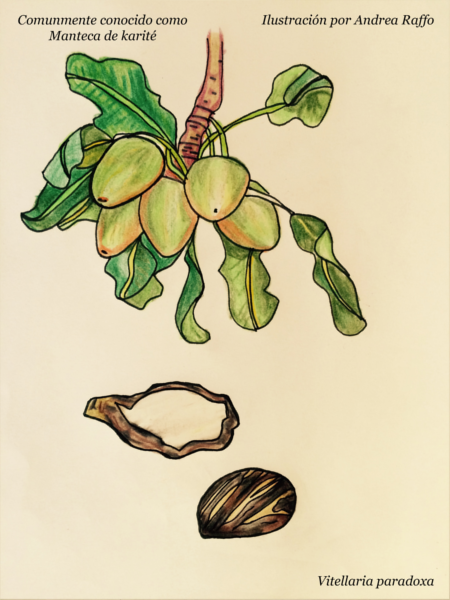 Comunmente conocido como
Manteca de karité
Ilustración por Andrea Raffo
Vitellaria paradoxa